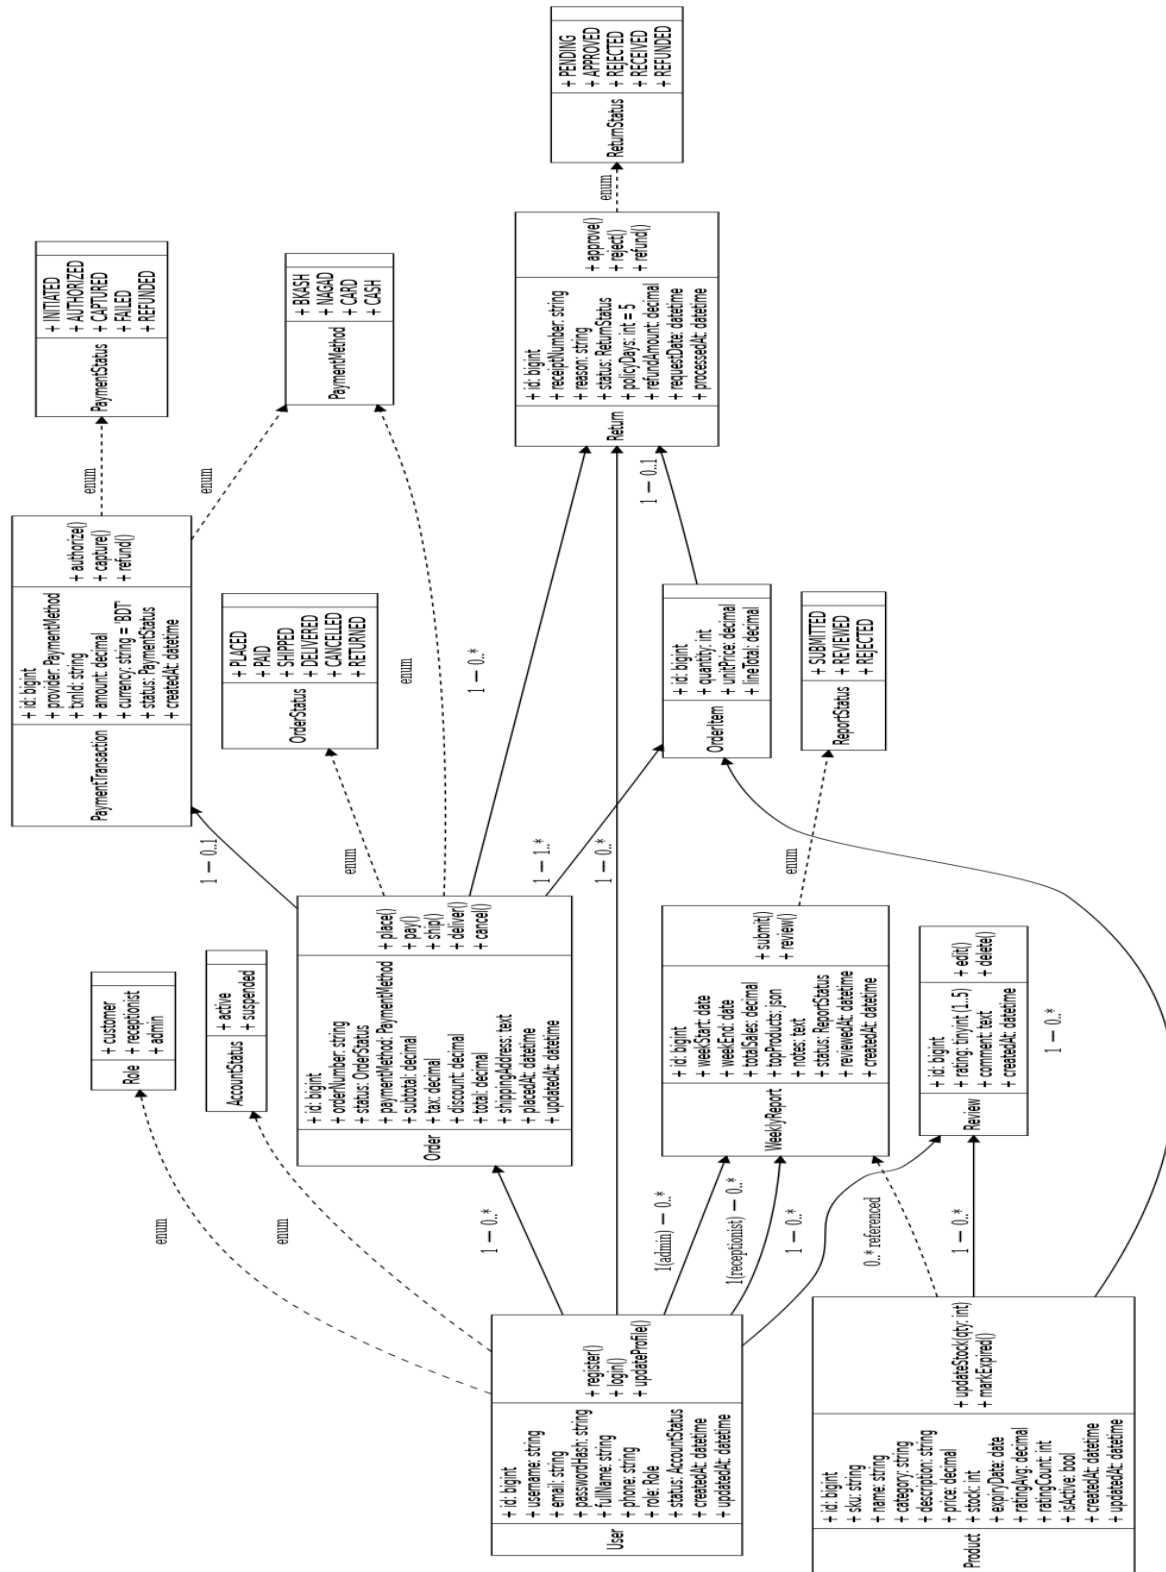 User
+ id: bigint
+ username: string
+ email: string
+ passwordHash: string
+ fullName: string
+ phone: string
+ role: Role
+ status: AccountStatus
+ createdAt: datetime
+ updatedAt: datetime
+ register()
+ login()
+ updateProfile()
Product
+ id: bigint
+ sku: string
+ name: string
+ category: string
+ description: string
+ price: decimal
+ stock: int
+ expiryDate: date
+ ratingAvg: decimal
+ ratingCount: int
+ isActive: bool
+ createdAt: datetime
+ updatedAt: datetime
+ updateStock(qty: int)
+ markExpired()
enum
enum
1 — 0..*
1(admin) — 0..*
1(receptionist) — 0..*
1 — 0..*
0..* referenced
1 — 0..*
1 — 0..*
Role
+ customer
+ receptionist
+ admin
AccountStatus
+ active
+ suspended
Order
+ id: bigint
+ orderNumber: string
+ status: OrderStatus
+ paymentMethod: PaymentMethod
+ subtotal: decimal
+ tax: decimal
+ discount: decimal
+ total: decimal
+ shippingAddress: text
+ placedAt: datetime
+ updatedAt: datetime
+ place()
+ pay()
+ ship()
+ deliver()
+ cancel()
WeeklyReport
+ id: bigint
+ weekStart: date
+ weekEnd: date
+ totalSales: decimal
+ topProducts: json
+ notes: text
+ status: ReportStatus
+ reviewedAt: datetime
+ createdAt: datetime
+ submit()
+ review()
Review
+ id: bigint
+ rating: tinyint (1..5)
+ comment: text
+ createdAt: datetime
+ edit()
+ delete()
1 — 0..1
enum
enum
1 — 0..*
1 — 1..*
1 — 0..*
enum
PaymentTransaction
+ id: bigint
+ provider: PaymentMethod
+ txnId: string
+ amount: decimal
+ currency: string = 'BDT'
+ status: PaymentStatus
+ createdAt: datetime
+ authorize()
+ capture()
+ refund()
OrderStatus
+ PLACED
+ PAID
+ SHIPPED
+ DELIVERED
+ CANCELLED
+ RETURNED
OrderItem
+ id: bigint
+ quantity: int
+ unitPrice: decimal
+ lineTotal: decimal
ReportStatus
+ SUBMITTED
+ REVIEWED
+ REJECTED
enum
enum
1 — 0..1
PaymentStatus
+ INITIATED
+ AUTHORIZED
+ CAPTURED
+ FAILED
+ REFUNDED
PaymentMethod
+ BKASH
+ NAGAD
+ CARD
+ CASH
Return
+ id: bigint
+ receiptNumber: string
+ reason: string
+ status: ReturnStatus
+ policyDays: int = 5
+ refundAmount: decimal
+ requestDate: datetime
+ processedAt: datetime
+ approve()
+ reject()
+ refund()
enum
ReturnStatus
+ PENDING
+ APPROVED
+ REJECTED
+ RECEIVED
+ REFUNDED